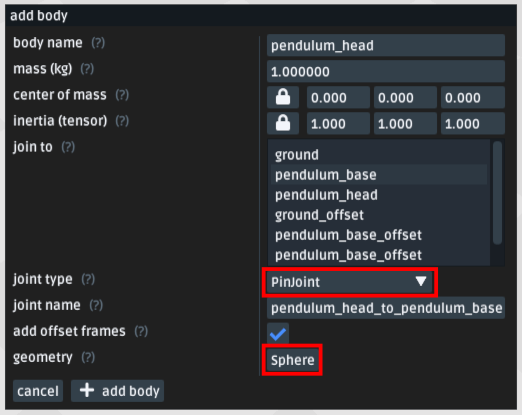 add body
body name (?) pendulum_head
mass (kg) (?) 1.000000
center of mass (?) 0.000 0.000 0.000
inertia (tensor) (?) 1.000 1.000 1.000
join to (?)
ground
pendulum_base
pendulum_head
ground_offset
pendulum_base_offset
pendulum_base_offset
joint type (?) PinJoint
joint name (?) pendulum_head_to_pendulum_base
add offset frames (?)
geometry (?) Sphere
cancel + add body